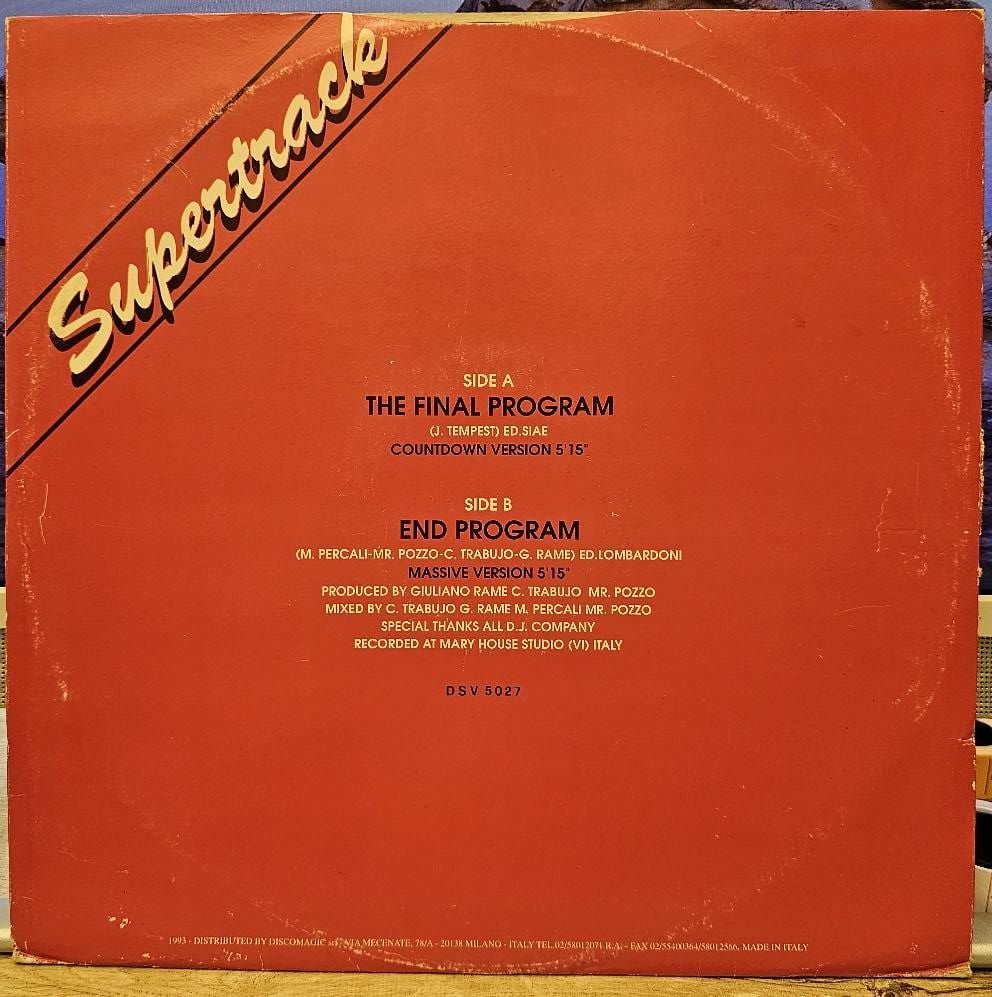 Supertrack
SIDE A
THE FINAL PROGRAM
(J. TEMPEST) ED.SIAE
COUNTDOWN VERSION 5'15"
SIDE B
END PROGRAM
(M. PERCALI-MR. POZZO-C. TRABUJO-G. RAME) ED.LOMBARDONI
MASSIVE VERSION 5'15"
PRODUCED BY GIULIANO RAME C. TRABUJO MR. POZZO
MIXED BY C. TRABUJO G. RAME M. PERCALI MR. POZZO
SPECIAL THANKS ALL D.J. COMPANY
RECORDED AT MARY HOUSE STUDIO (VI) ITALY
DSV 5027
1993 - DISTRIBUTED BY DISCOMAGIC srl, VIA MECENATE, 78/A - 20138 MILANO - ITALY TEL.02/58012071 R.A. - FAX 02/55400364/58012566, MADE IN ITALY